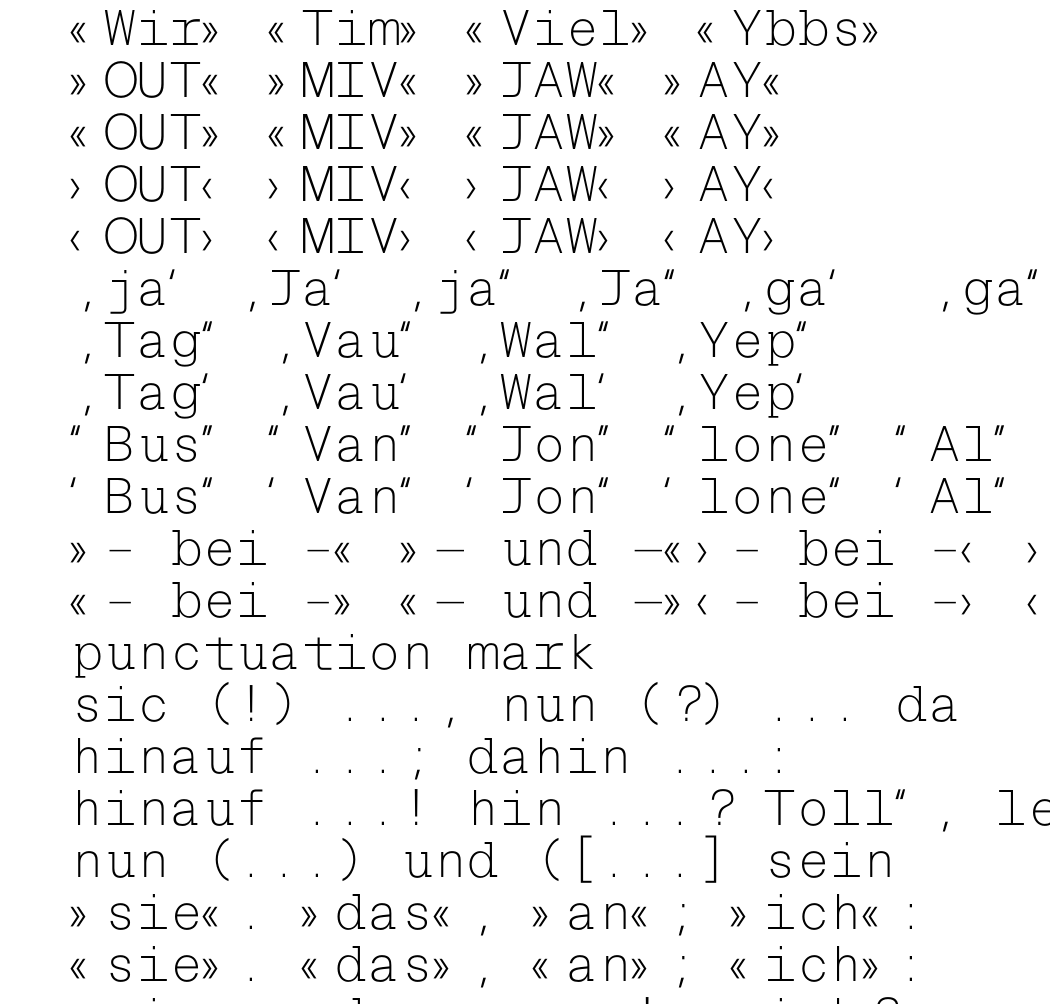 «Wir» «Tim» «Viel» «Ybbs»
»OUT« »MIV« »JAW« »AY«
«OUT» «MIV» «JAW» «AY»
›OUT‹ ›MIV‹ ›JAW‹ ›AY‹
‹OUT› ‹MIV› ‹JAW› ‹AY›
‚ja‘ ‚Ja‘ ‚ja“ ‚Ja“ ‚ga‘ ‚ga“
‚Tag“ ‚Vau“ ‚Wal“ ‚Yep“
‚Tag‘ ‚Vau‘ ‚Wal‘ ‚Yep‘
“Bus” “Van” “Jon” “lone” “Al”
‘Bus” ‘Van” ‘Jon” ‘lone” ‘Al”
»– bei –« »— und —« ›– bei –‹ ›
«– bei –» «— und —» ‹– bei –› ‹
punctuation mark
sic (!) ..., nun (?) ... da
hinauf ...; dahin ...:
hinauf ...! hin ...? Toll“, le
nun (...) und ([...] sein
»sie«. »das«, »an«; »ich«:
«sie». «das», «an»; «ich»: